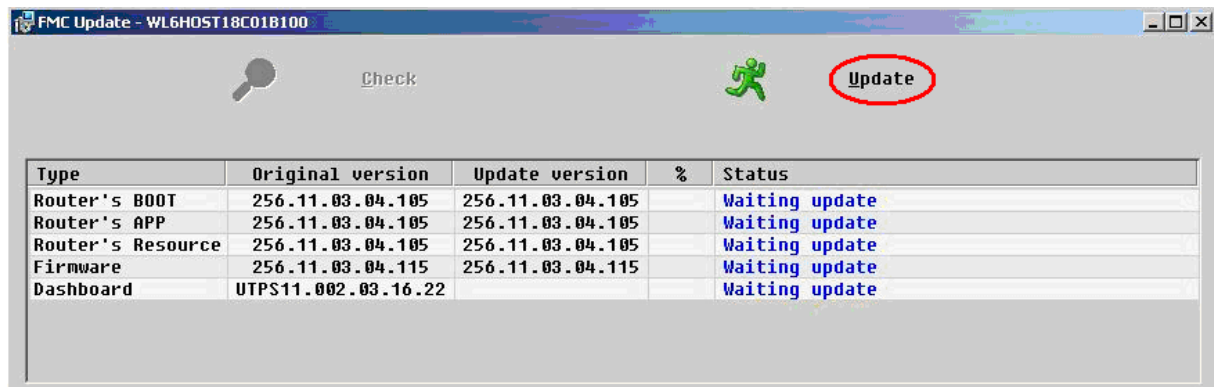 FMC Update - WL6HOST18C01B100
Check Update
Type Original version Update version % Status
Router's BOOT 256.11.03.04.105 256.11.03.04.105 Waiting update
Router's APP 256.11.03.04.105 256.11.03.04.105 Waiting update
Router's Resource 256.11.03.04.105 256.11.03.04.105 Waiting update
Firmware 256.11.03.04.115 256.11.03.04.115 Waiting update
Dashboard UTPS11.002.03.16.22 Waiting update